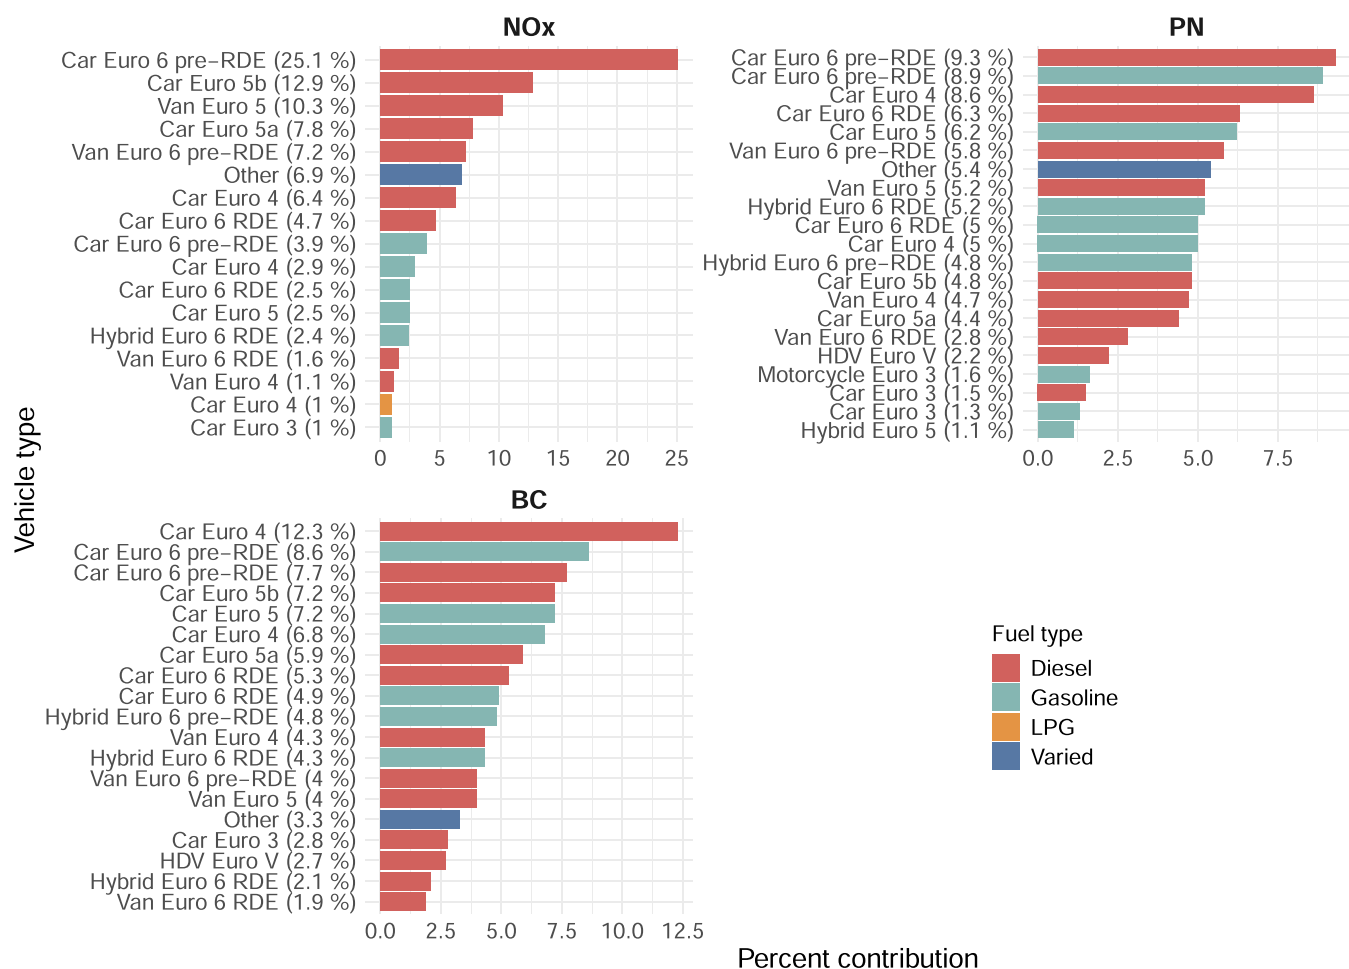 NOx
Car Euro 6 pre−RDE (25.1 %)
Car Euro 5b (12.9 %)
Van Euro 5 (10.3 %)
Car Euro 5a (7.8 %)
Van Euro 6 pre−RDE (7.2 %)
Other (6.9 %)
Car Euro 4 (6.4 %)
Car Euro 6 RDE (4.7 %)
Car Euro 6 pre−RDE (3.9 %)
Car Euro 4 (2.9 %)
Car Euro 6 RDE (2.5 %)
Car Euro 5 (2.5 %)
Hybrid Euro 6 RDE (2.4 %)
Van Euro 6 RDE (1.6 %)
Van Euro 4 (1.1 %)
Car Euro 4 (1 %)
Car Euro 3 (1 %)
0 5 10 15 20 25
PN
Car Euro 6 pre−RDE (9.3 %)
Car Euro 6 pre−RDE (8.9 %)
Car Euro 4 (8.6 %)
Car Euro 6 RDE (6.3 %)
Car Euro 5 (6.2 %)
Van Euro 6 pre−RDE (5.8 %)
Other (5.4 %)
Van Euro 5 (5.2 %)
Hybrid Euro 6 RDE (5.2 %)
Car Euro 6 RDE (5 %)
Car Euro 4 (5 %)
Hybrid Euro 6 pre−RDE (4.8 %)
Car Euro 5b (4.8 %)
Van Euro 4 (4.7 %)
Car Euro 5a (4.4 %)
Van Euro 6 RDE (2.8 %)
HDV Euro V (2.2 %)
Motorcycle Euro 3 (1.6 %)
Car Euro 3 (1.5 %)
Car Euro 3 (1.3 %)
Hybrid Euro 5 (1.1 %)
0.0 2.5 5.0 7.5
Vehicle type
BC
Car Euro 4 (12.3 %)
Car Euro 6 pre−RDE (8.6 %)
Car Euro 6 pre−RDE (7.7 %)
Car Euro 5b (7.2 %)
Car Euro 5 (7.2 %)
Car Euro 4 (6.8 %)
Car Euro 5a (5.9 %)
Car Euro 6 RDE (5.3 %)
Car Euro 6 RDE (4.9 %)
Hybrid Euro 6 pre−RDE (4.8 %)
Van Euro 4 (4.3 %)
Hybrid Euro 6 RDE (4.3 %)
Van Euro 6 pre−RDE (4 %)
Van Euro 5 (4 %)
Other (3.3 %)
Car Euro 3 (2.8 %)
HDV Euro V (2.7 %)
Hybrid Euro 6 RDE (2.1 %)
Van Euro 6 RDE (1.9 %)
0.0 2.5 5.0 7.5 10.0 12.5
Fuel type
Diesel
Gasoline
LPG
Varied
Percent contribution